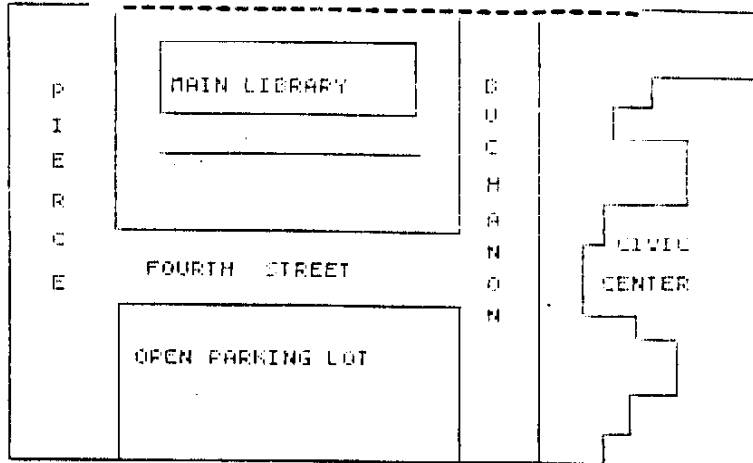 MAIN LIBRARY
PIERCE
BUCHANON
CIVIC
CENTER
FOURTH STREET
OPEN PARKING LOT